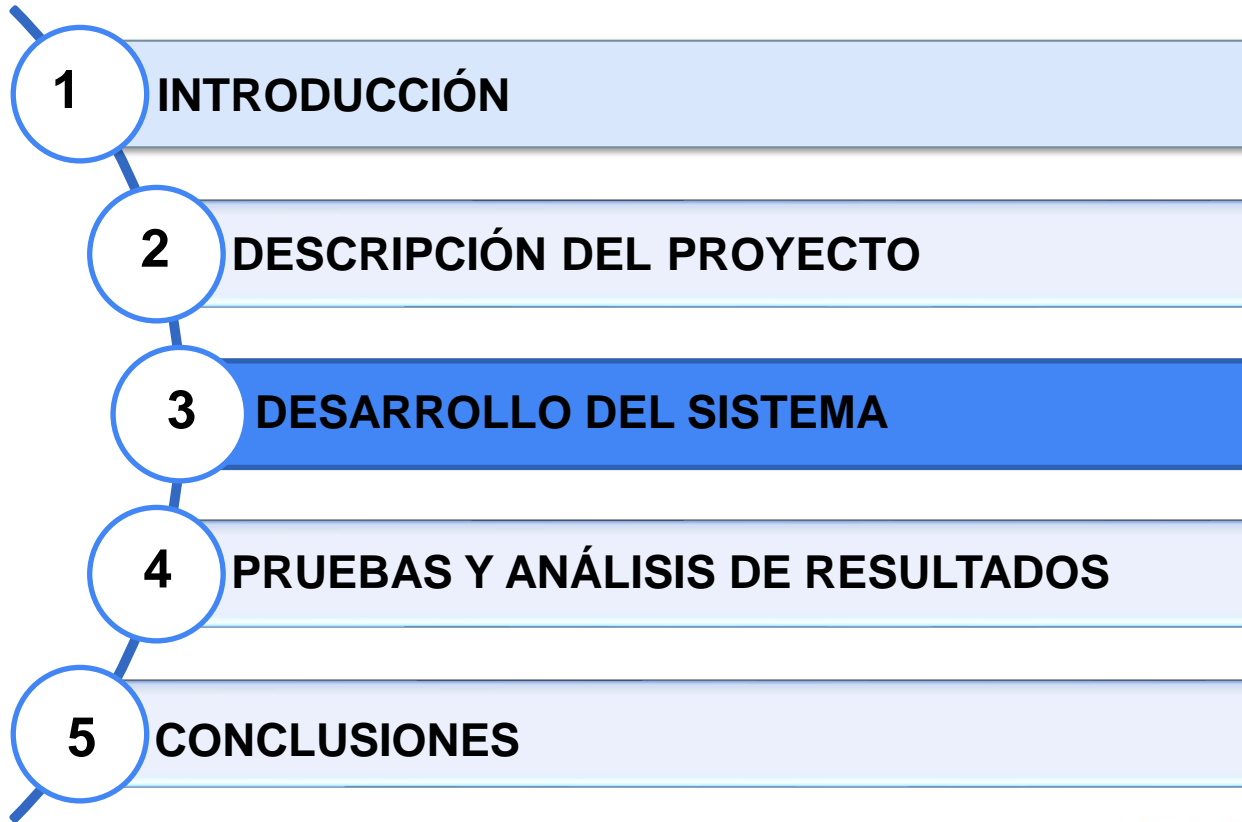 1 INTRODUCCIÓN
2 DESCRIPCIÓN DEL PROYECTO
3 DESARROLLO DEL SISTEMA
4 PRUEBAS Y ANÁLISIS DE RESULTADOS
5 CONCLUSIONES